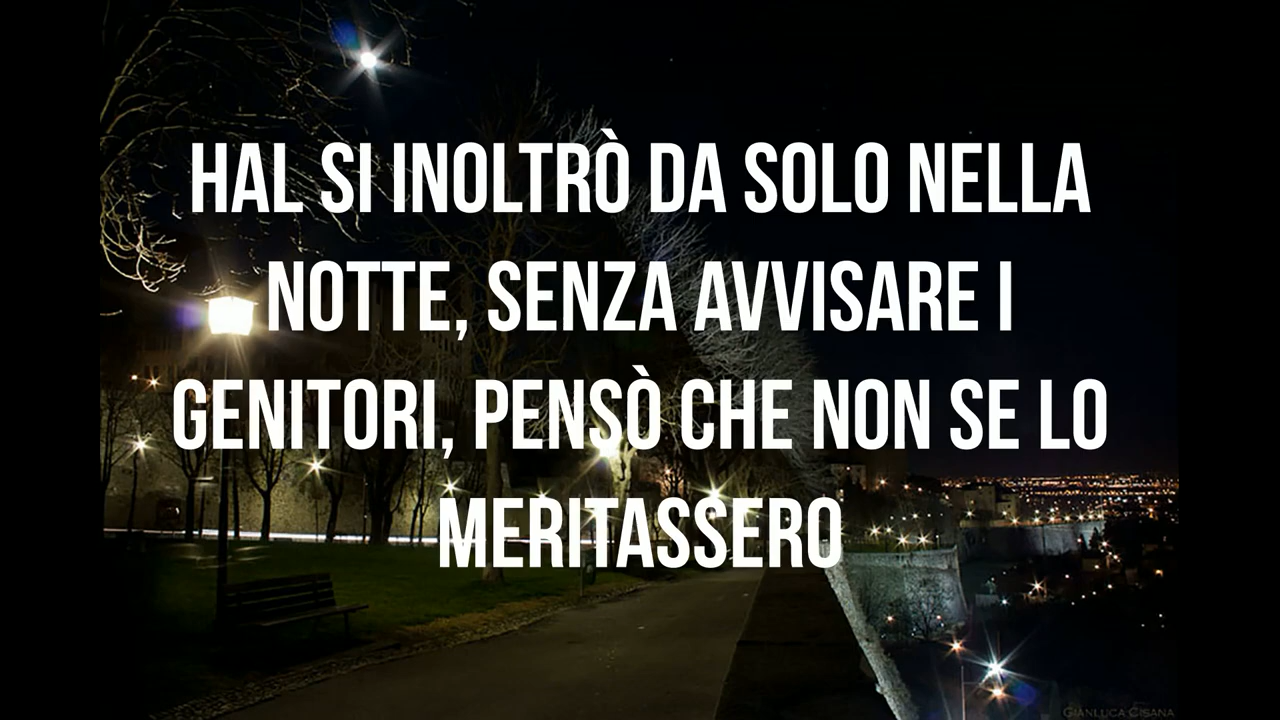 HAL SI INOLTRÒ DA SOLO NELLA
NOTTE, SENZA AVVISARE I
GENITORI, PENSÒ CHE NON SE LO
MERITASSERO
GIANLUCA CISANA